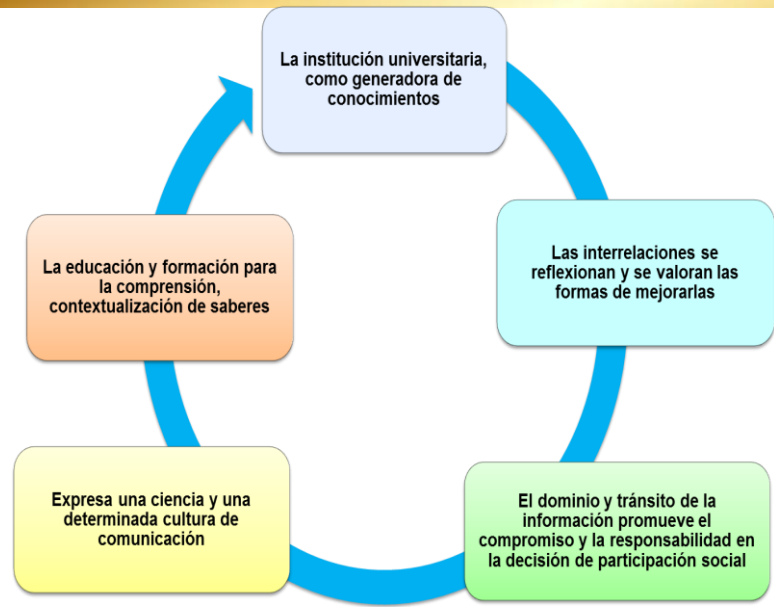 La institución universitaria,
como generadora de
conocimientos
Las interrelaciones se
reflexionan y se valoran las
formas de mejorarlas
El dominio y tránsito de la
información promueve el
compromiso y la responsabilidad en
la decisión de participación social
Expresa una ciencia y una
determinada cultura de
comunicación
La educación y formación para
la comprensión,
contextualización de saberes